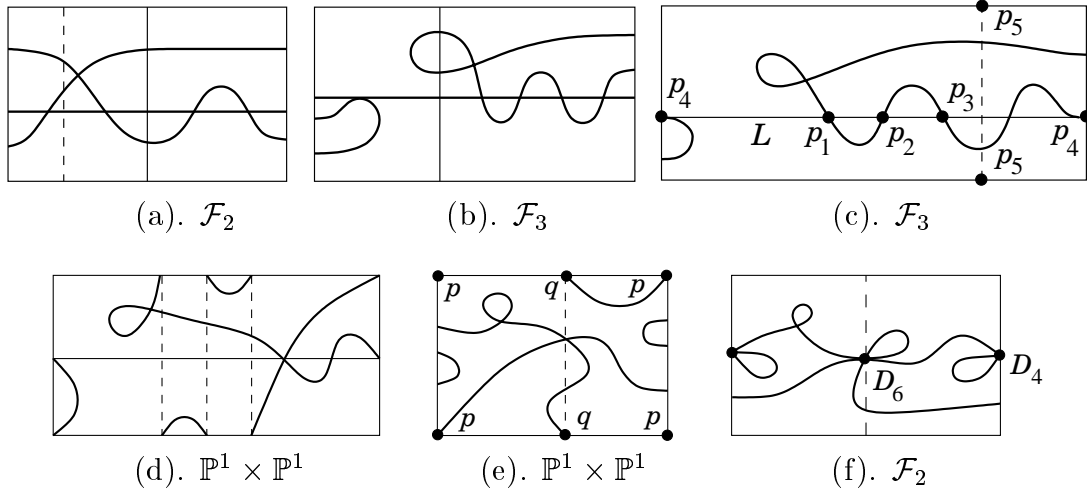 p₅
p₄
p₃
L p₁ p₂ p₅ p₄
(a). 𝓕₂ (b). 𝓕₃ (c). 𝓕₃
p q p
D₆ D₄
p q p
(d). ℙ¹ × ℙ¹ (e). ℙ¹ × ℙ¹ (f). 𝓕₂